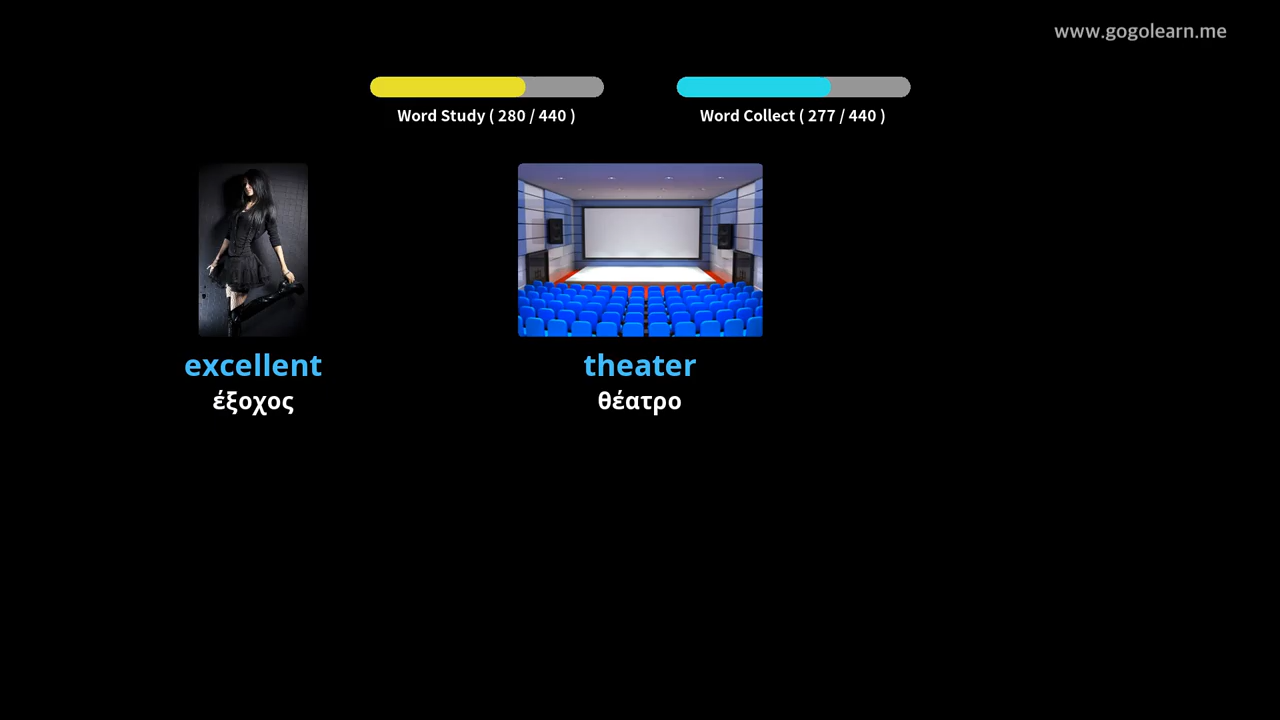 www.gogolearn.me
Word Study ( 280 / 440 )
Word Collect ( 277 / 440 )
excellent
έξοχος
theater
θέατρο